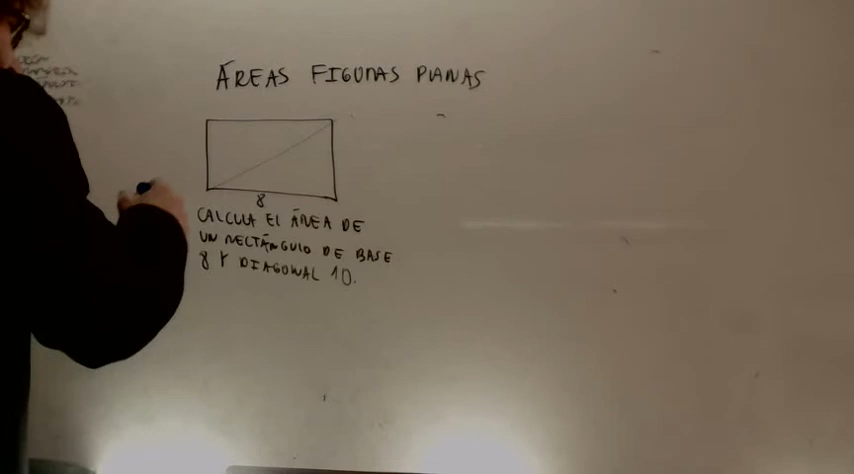 ÁREAS FIGURAS PLANAS
8
CALCULA EL ÁREA DE
UN RECTÁNGULO DE BASE
8 Y DIAGONAL 10.